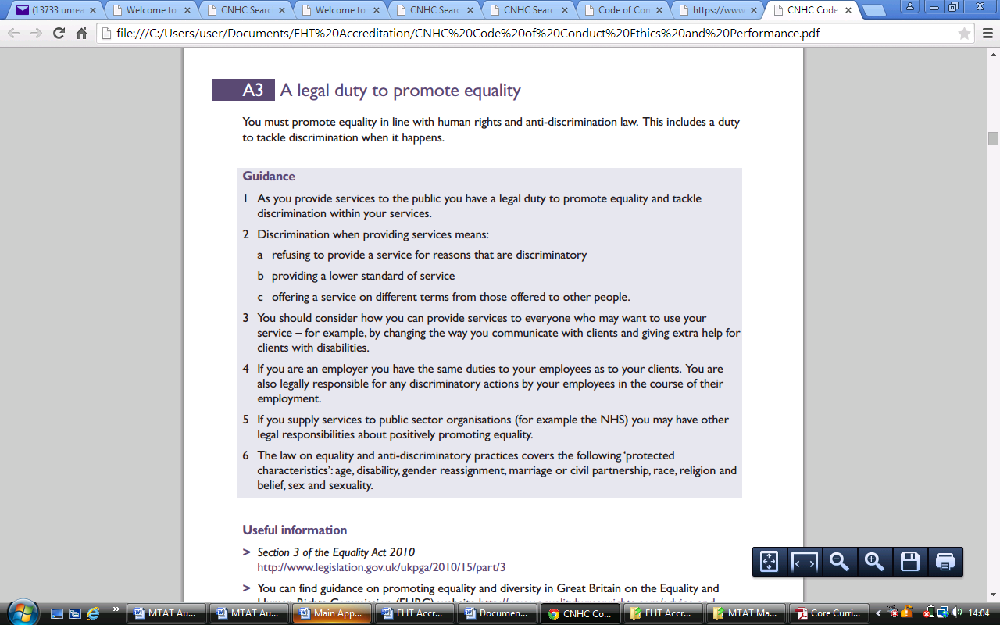 (13733 unrea
Welcome to
CNHC Searc
Welcome to
CNHC Searc
CNHC Searc
Code of Con
https://www
CNHC Code
file:///C:/Users/user/Documents/FHT%20Accreditation/CNHC%20Code%20of%20Conduct%20Ethics%20and%20Performance.pdf
A3 A legal duty to promote equality
You must promote equality in line with human rights and anti-discrimination law. This includes a duty
to tackle discrimination when it happens.
Guidance
1 As you provide services to the public you have a legal duty to promote equality and tackle
discrimination within your services.
2 Discrimination when providing services means:
a refusing to provide a service for reasons that are discriminatory
b providing a lower standard of service
c offering a service on different terms from those offered to other people.
3 You should consider how you can provide services to everyone who may want to use your
service – for example, by changing the way you communicate with clients and giving extra help for
clients with disabilities.
4 If you are an employer you have the same duties to your employees as to your clients. You are
also legally responsible for any discriminatory actions by your employees in the course of their
employment.
5 If you supply services to public sector organisations (for example the NHS) you may have other
legal responsibilities about positively promoting equality.
6 The law on equality and anti-discriminatory practices covers the following ‘protected
characteristics’: age, disability, gender reassignment, marriage or civil partnership, race, religion and
belief, sex and sexuality.
Useful information
> Section 3 of the Equality Act 2010
http://www.legislation.gov.uk/ukpga/2010/15/part/3
> You can find guidance on promoting equality and diversity in Great Britain on the Equality and
MTAT Au...
MTAT Au...
Main App...
FHT Accr...
Documen...
CNHC Co...
FHT Accr...
MTAT Ma...
Core Curri...
14:04